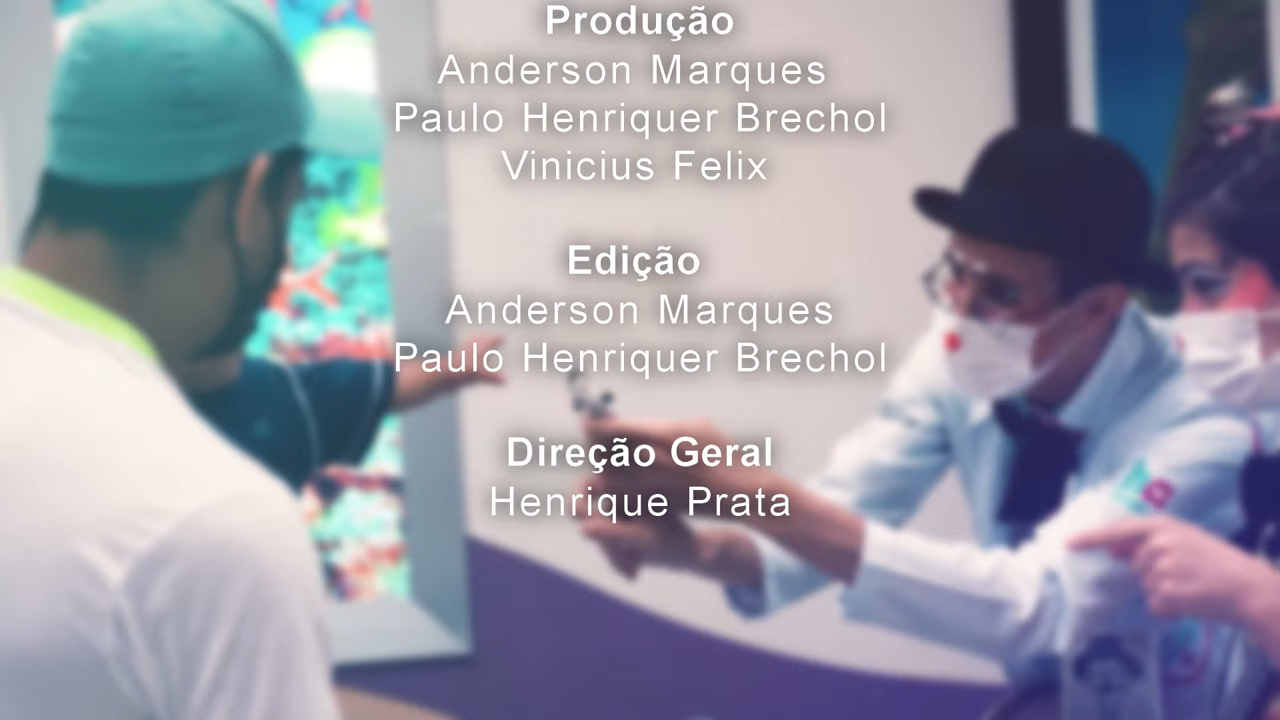 Produção
Anderson Marques
Paulo Henriquer Brechol
Vinicius Felix
Edição
Anderson Marques
Paulo Henriquer Brechol
Direção Geral
Henrique Prata